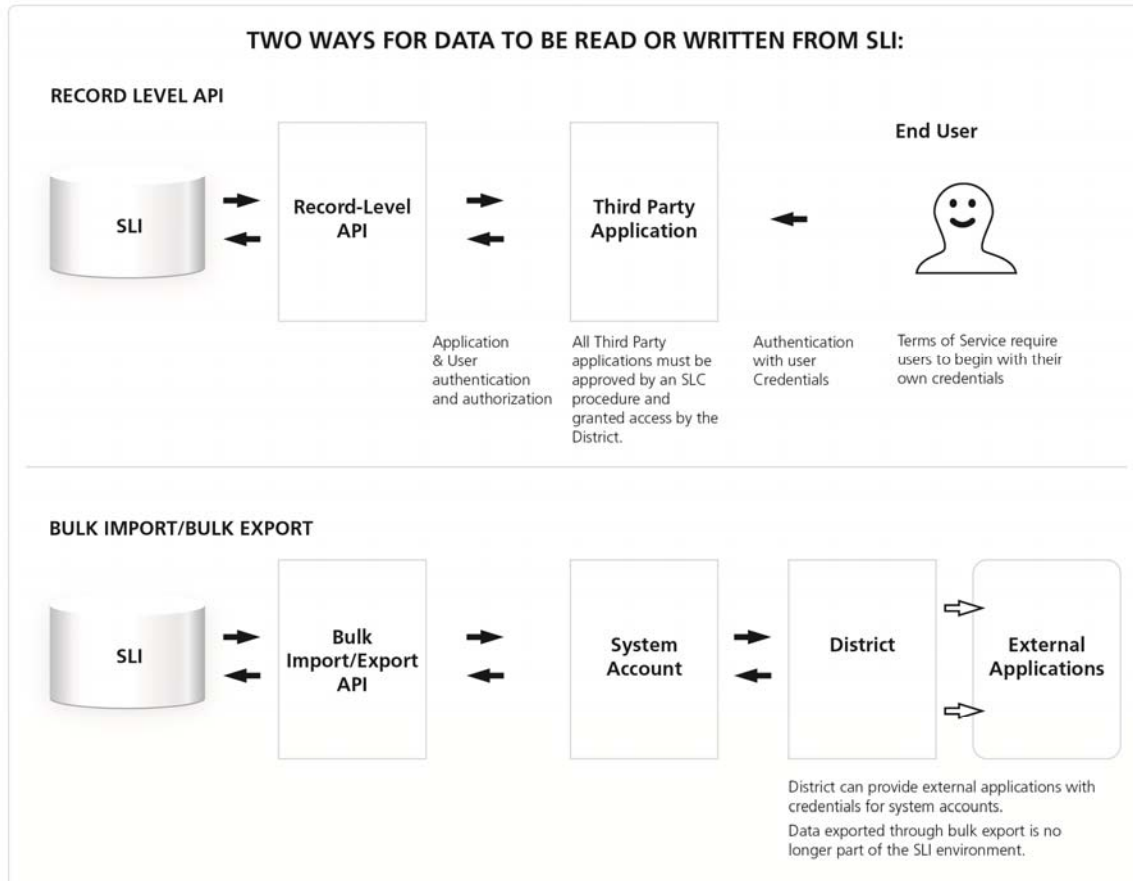 TWO WAYS FOR DATA TO BE READ OR WRITTEN FROM SLI:
RECORD LEVEL API
SLI
Record-Level
API
Third Party
Application
End User
Application
& User
authentication
and authorization
All Third Party
applications must be
approved by an SLC
procedure and
granted access by the
District.
Authentication
with user
Credentials
Terms of Service require
users to begin with their
own credentials
BULK IMPORT/BULK EXPORT
SLI
Bulk
Import/Export
API
System
Account
District
External
Applications
District can provide external applications with
credentials for system accounts.
Data exported through bulk export is no
longer part of the SLI environment.